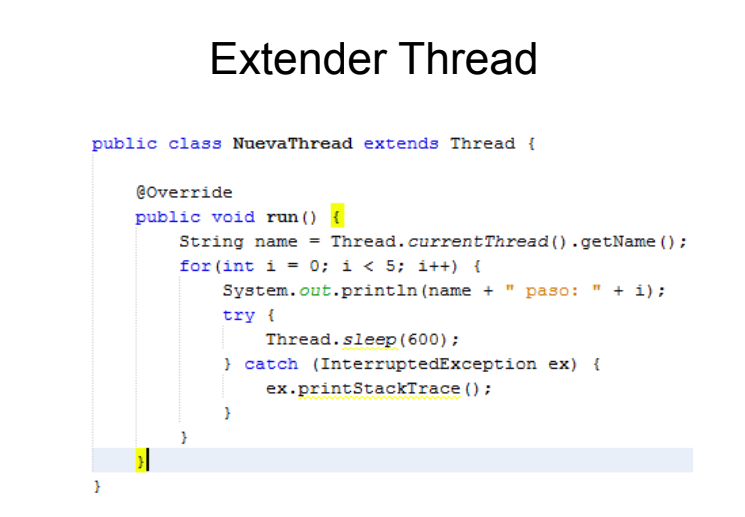 Extender Thread
public class NuevaThread extends Thread {
@Override
public void run() {
String name = Thread.currentThread().getName();
for(int i = 0; i < 5; i++) {
System.out.println(name + " paso: " + i);
try {
Thread.sleep(600);
} catch (InterruptedException ex) {
ex.printStackTrace();
}
}
}
}